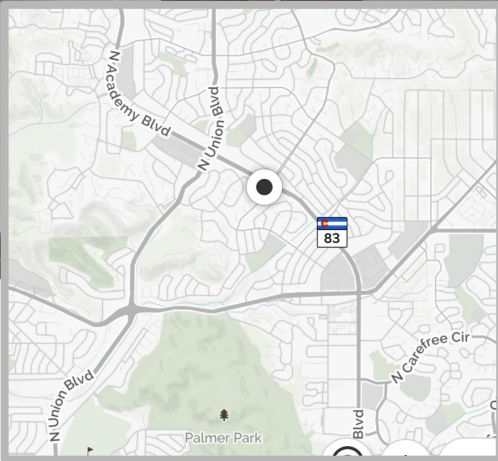 N Academy Blvd
N Union Blvd
83
N Carefree Cir
N Union Blvd
Blvd
Palmer Park